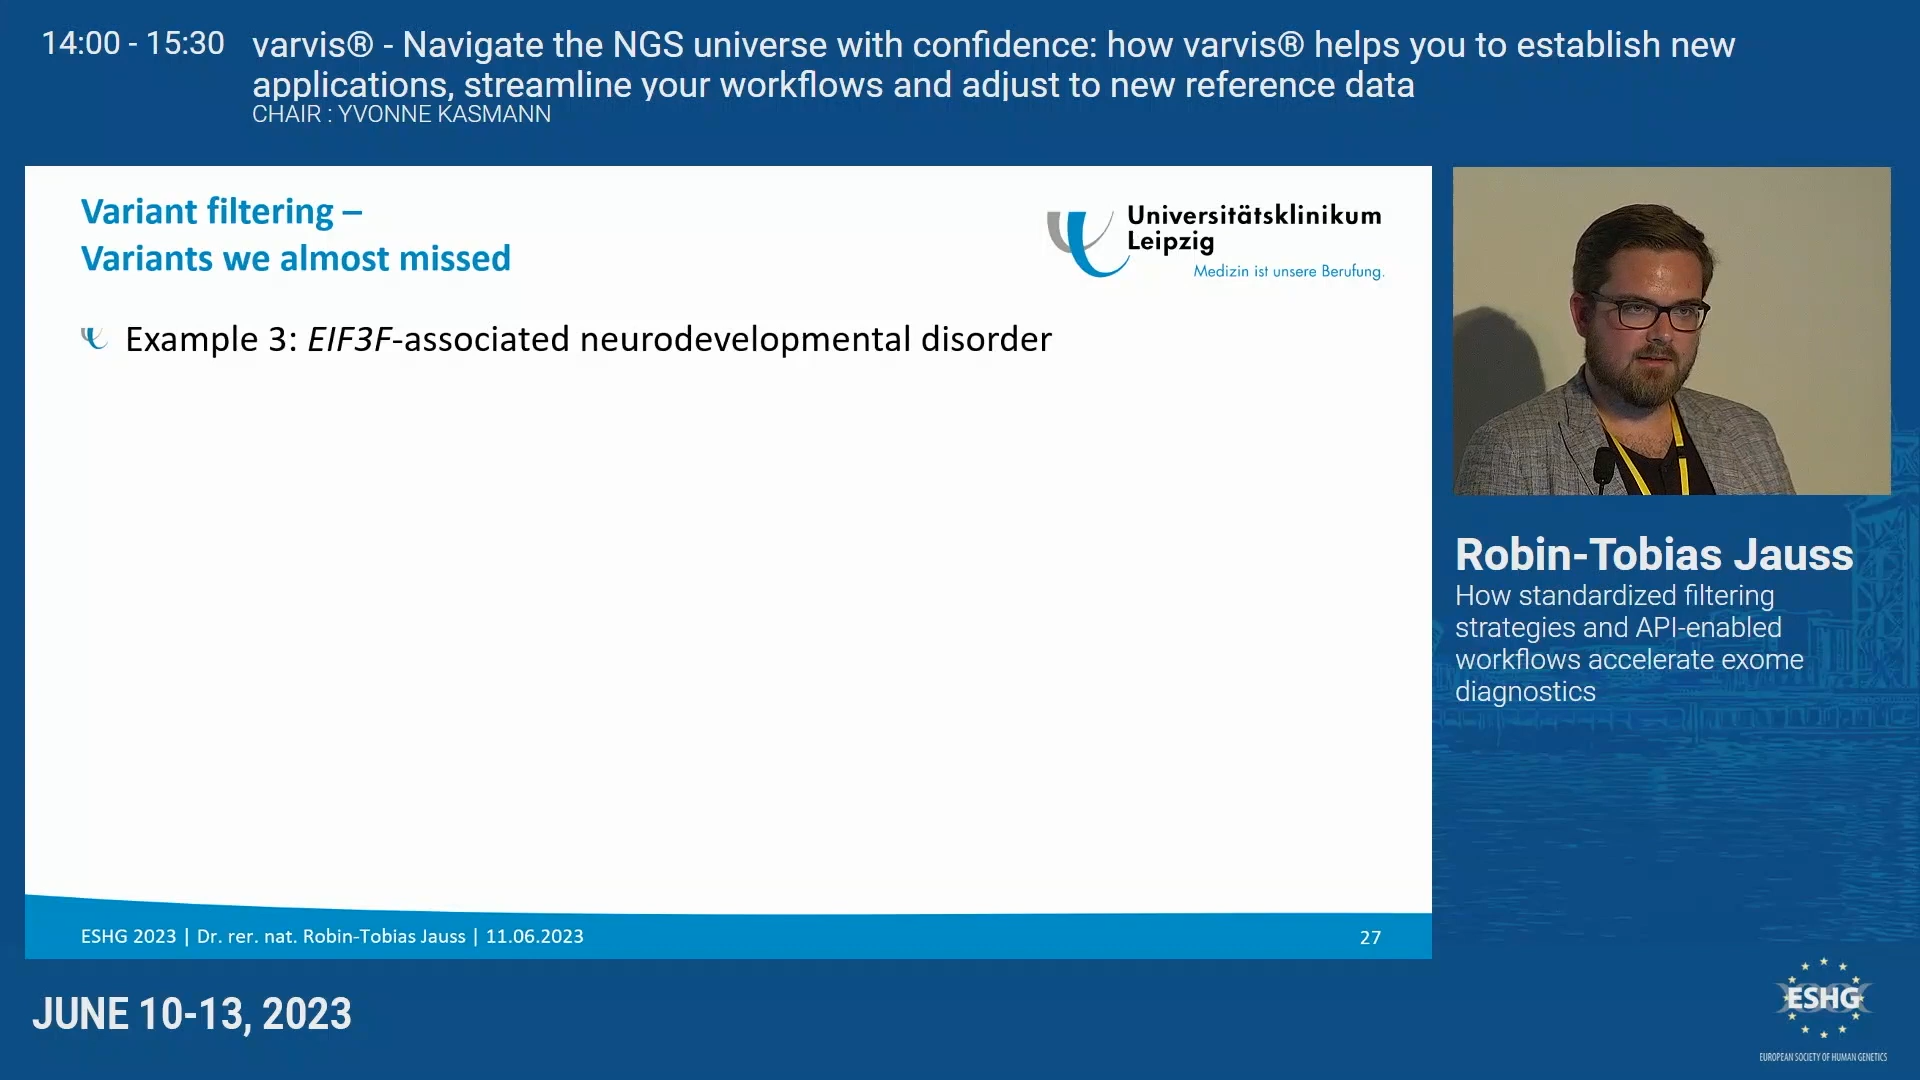 14:00 - 15:30
varvis® - Navigate the NGS universe with confidence: how varvis® helps you to establish new
applications, streamline your workflows and adjust to new reference data
CHAIR : YVONNE KASMANN
Variant filtering –
Variants we almost missed
Universitätsklinikum
Leipzig
Medizin ist unsere Berufung.
Example 3: EIF3F-associated neurodevelopmental disorder
ESHG 2023 | Dr. rer. nat. Robin-Tobias Jauss | 11.06.2023
27
Robin-Tobias Jauss
How standardized filtering
strategies and API-enabled
workflows accelerate exome
diagnostics
JUNE 10-13, 2023
ESHG
EUROPEAN SOCIETY OF HUMAN GENETICS